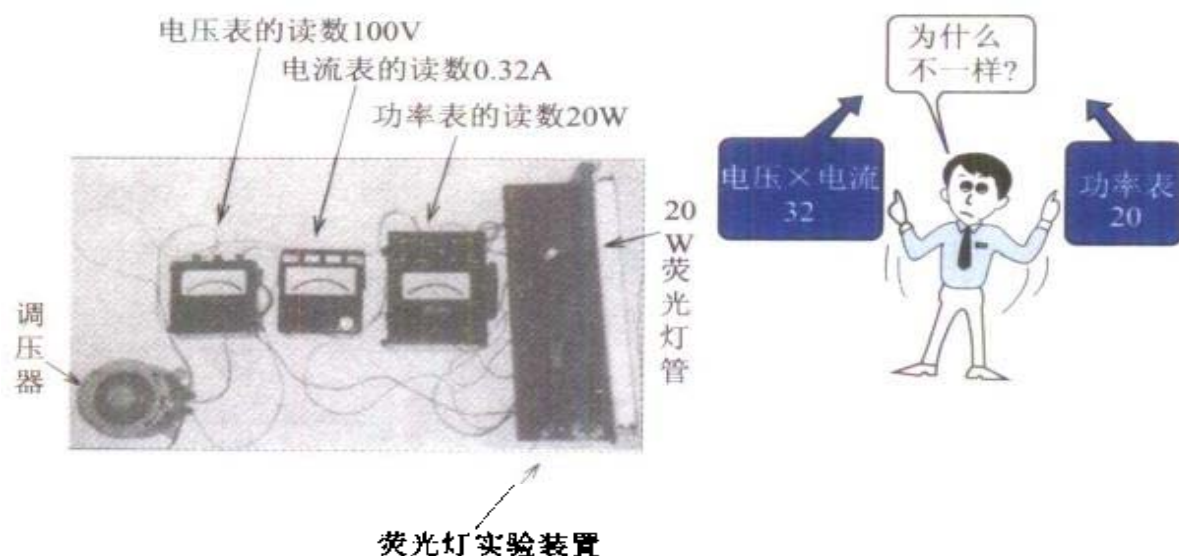 电压表的读数100V
电流表的读数0.32A
功率表的读数20W
为什么
不一样?
电压×电流
32
功率表
20
20
W
荧
光
灯
管
调
压
器
荧光灯实验装置